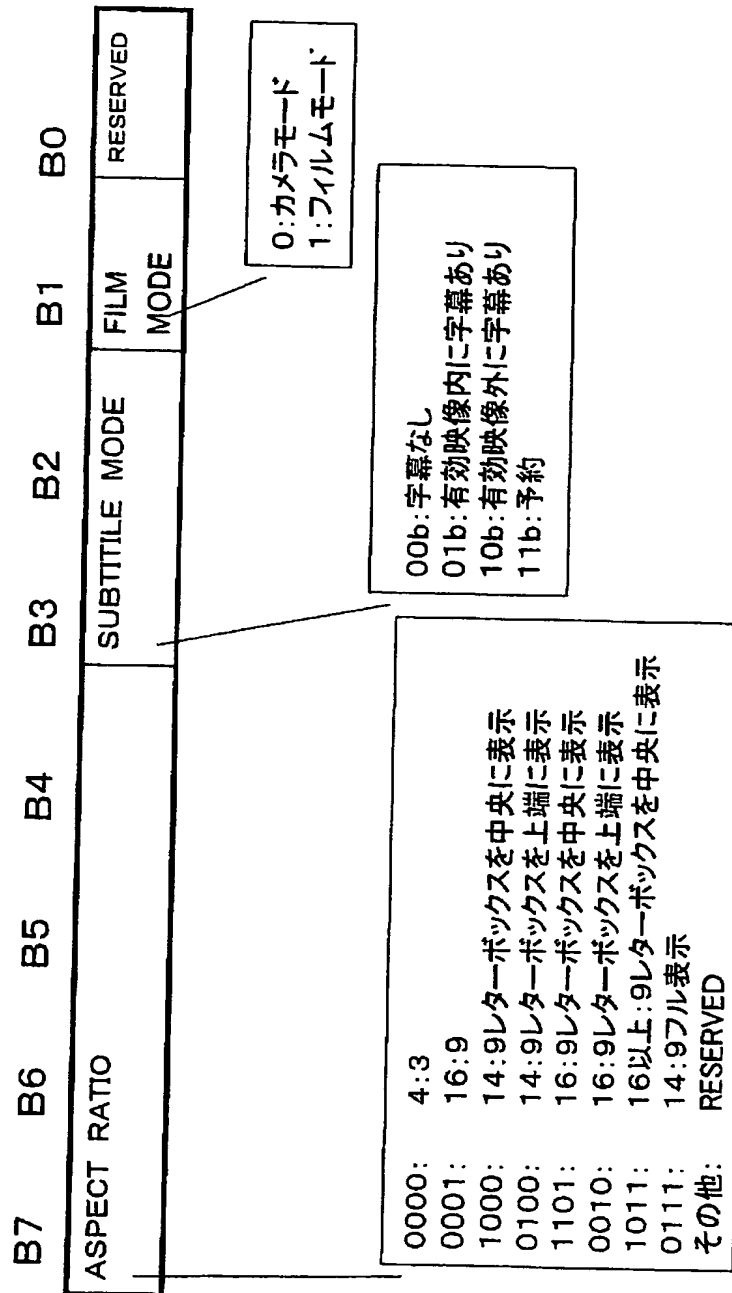 B7 B6 B5 B4 B3 B2 B1 B0
ASPECT RATIO
SUBTITILE MODE
FILM
MODE
RESERVED
0:カメラモード
1:フィルムモード
00b:字幕なし
01b:有効映像内に字幕あり
10b:有効映像外に字幕あり
11b:予約
0000: 4:3
0001: 16:9
1000: 14:9レターボックスを中央に表示
0100: 14:9レターボックスを上端に表示
1101: 16:9レターボックスを中央に表示
0010: 16:9レターボックスを上端に表示
1011: 16以上:9レターボックスを中央に表示
0111: 14:9フル表示
その他: RESERVED